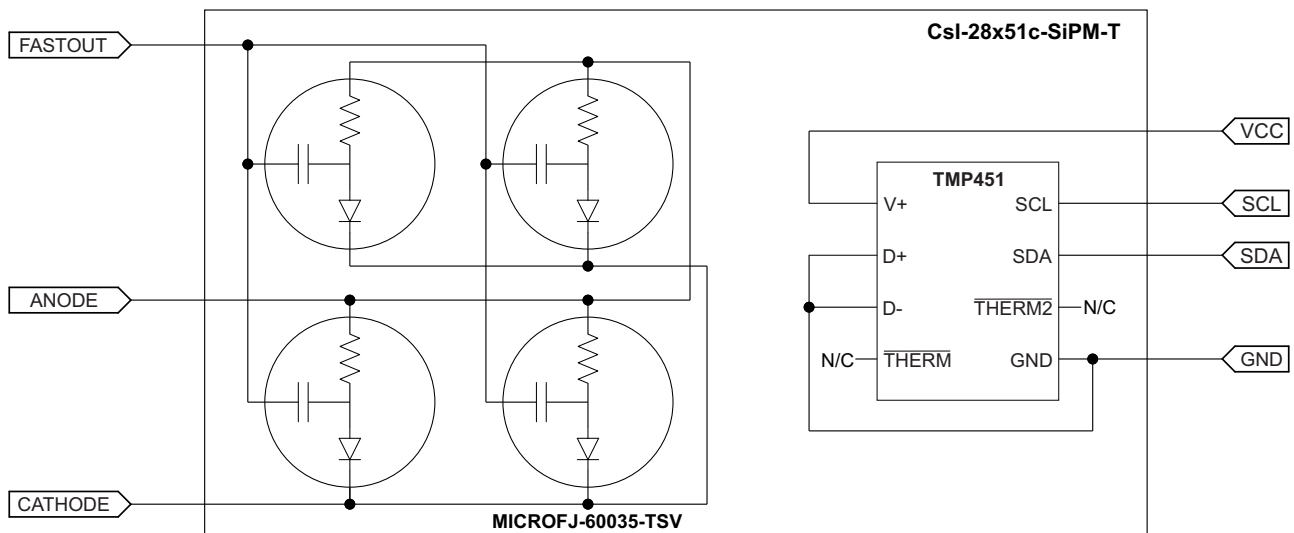 CsI-28x51c-SiPM-T
FASTOUT
VCC
TMP451
V+ SCL
SCL
D+ SDA
SDA
ANODE
D- THERM2 N/C
N/C THERM GND
GND
CATHODE
MICROFJ-60035-TSV